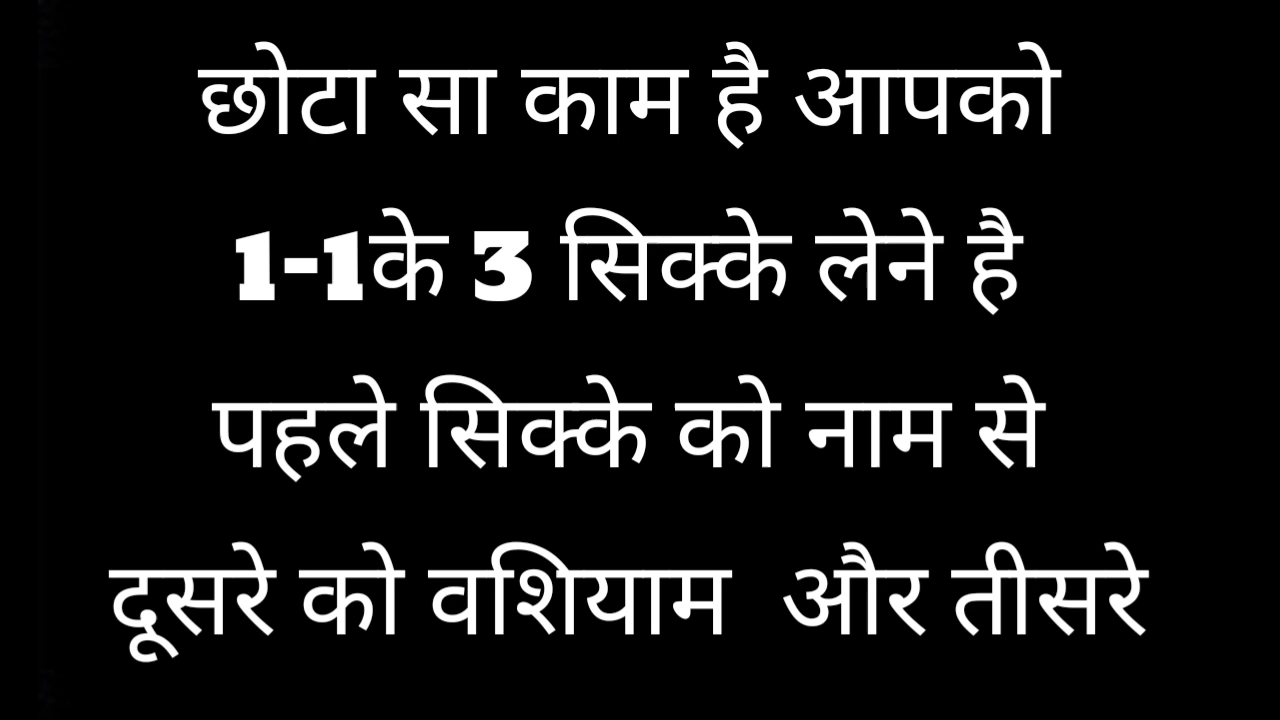 छोटा सा काम है आपको
1-1के 3 सिक्के लेने है
पहले सिक्के को नाम से
दूसरे को वशियाम और तीसरे